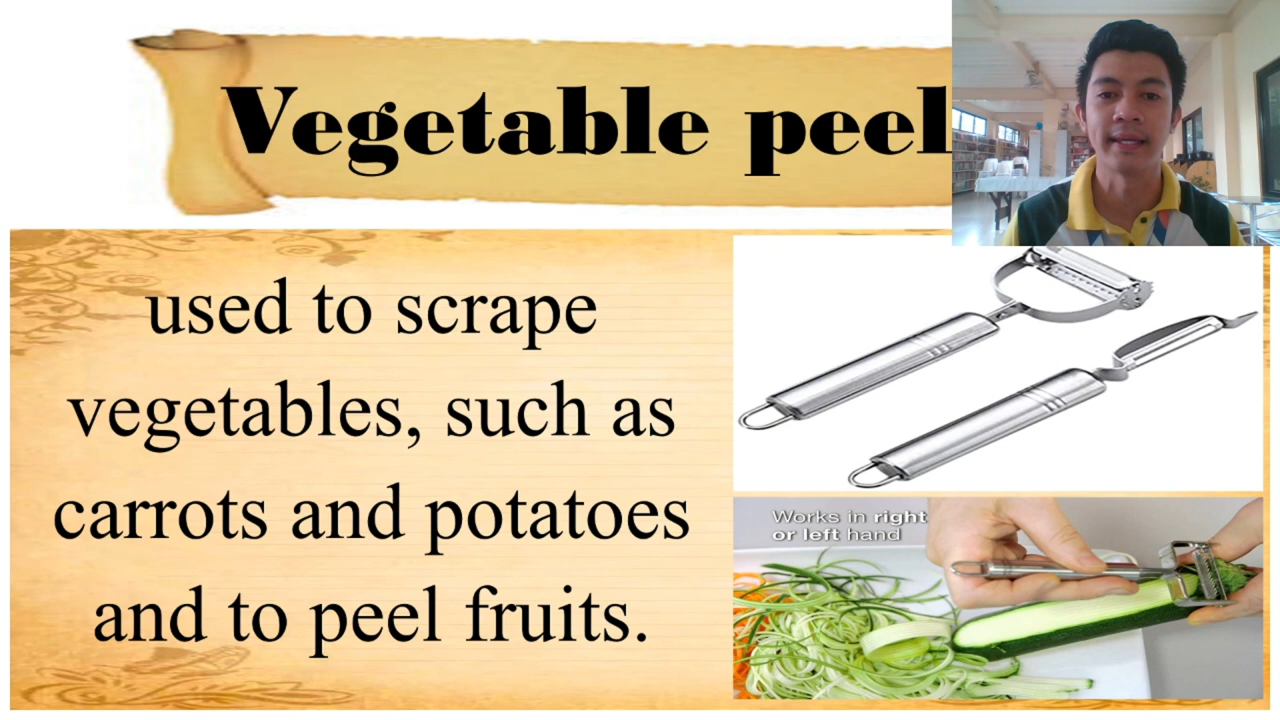 Vegetable peel
used to scrape
vegetables, such as
carrots and potatoes
and to peel fruits.
Works in right
or left hand